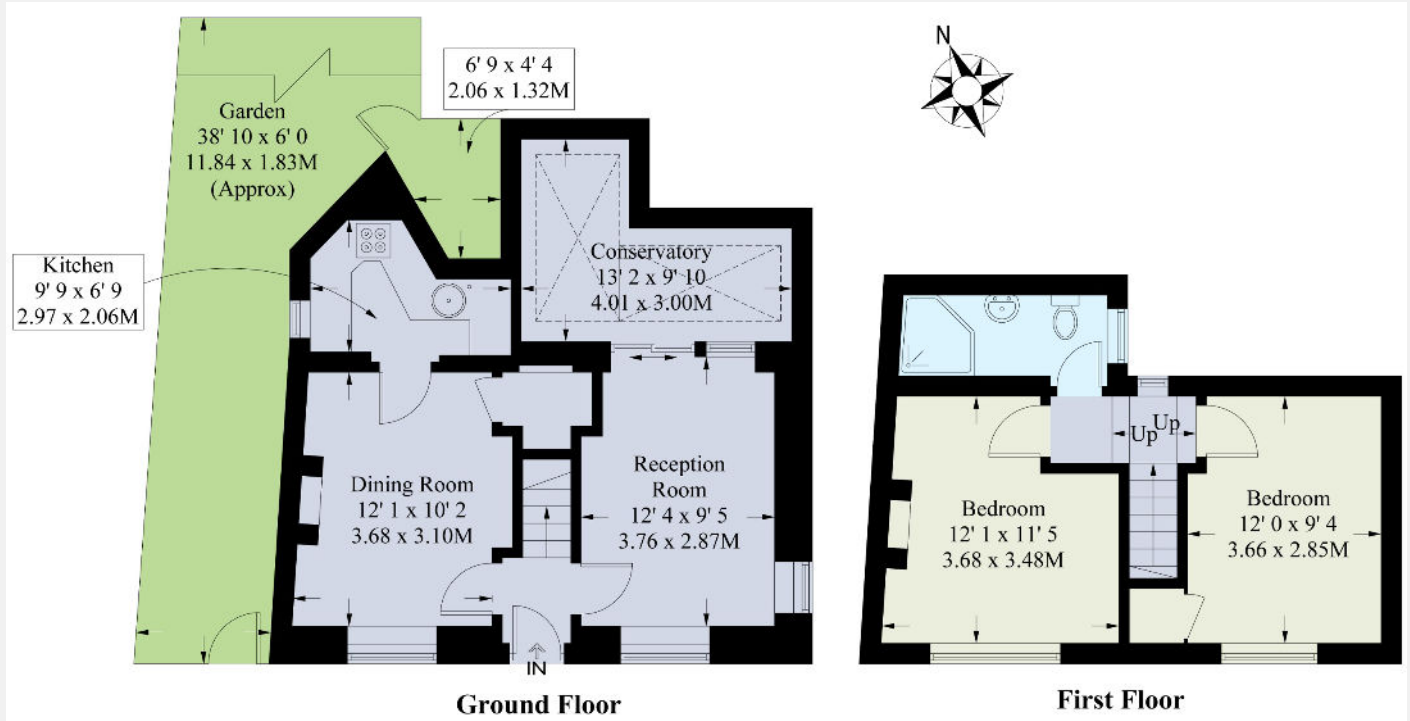 N
6' 9 x 4' 4
2.06 x 1.32M
Garden
38' 10 x 6' 0
11.84 x 1.83M
(Approx)
Kitchen
9' 9 x 6' 9
2.97 x 2.06M
Conservatory
13' 2 x 9' 10
4.01 x 3.00M
Dining Room
12' 1 x 10' 2
3.68 x 3.10M
Reception
Room
12' 4 x 9' 5
3.76 x 2.87M
IN
Ground Floor
Up
Up
Bedroom
12' 1 x 11' 5
3.68 x 3.48M
Bedroom
12' 0 x 9' 4
3.66 x 2.85M
First Floor